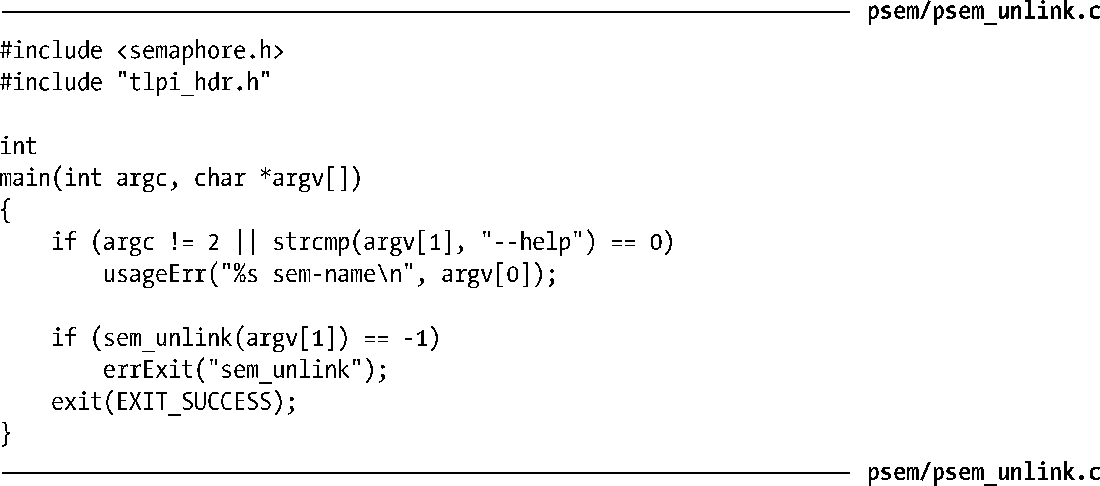 psem/psem_unlink.c
#include <semaphore.h>
#include "tlpi_hdr.h"
int
main(int argc, char *argv[])
{
    if (argc != 2 || strcmp(argv[1], "--help") == 0)
        usageErr("%s sem-name\n", argv[0]);
    if (sem_unlink(argv[1]) == -1)
        errExit("sem_unlink");
    exit(EXIT_SUCCESS);
}
psem/psem_unlink.c